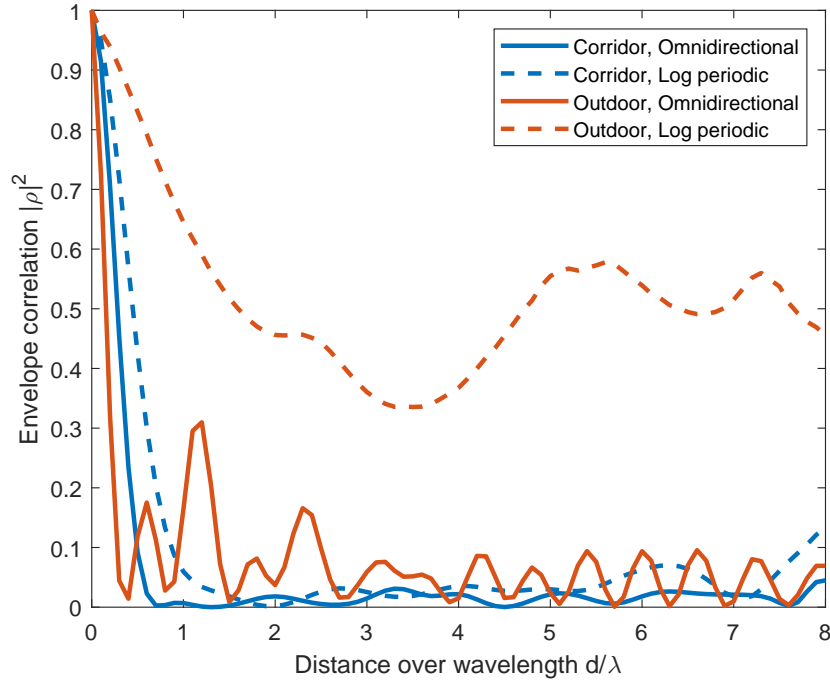 1
0.9
0.8
0.7
0.6
0.5
0.4
0.3
0.2
0.1
0
Envelope correlation |ρ|²
Corridor, Omnidirectional
Corridor, Log periodic
Outdoor, Omnidirectional
Outdoor, Log periodic
0 1 2 3 4 5 6 7 8
Distance over wavelength d/λ